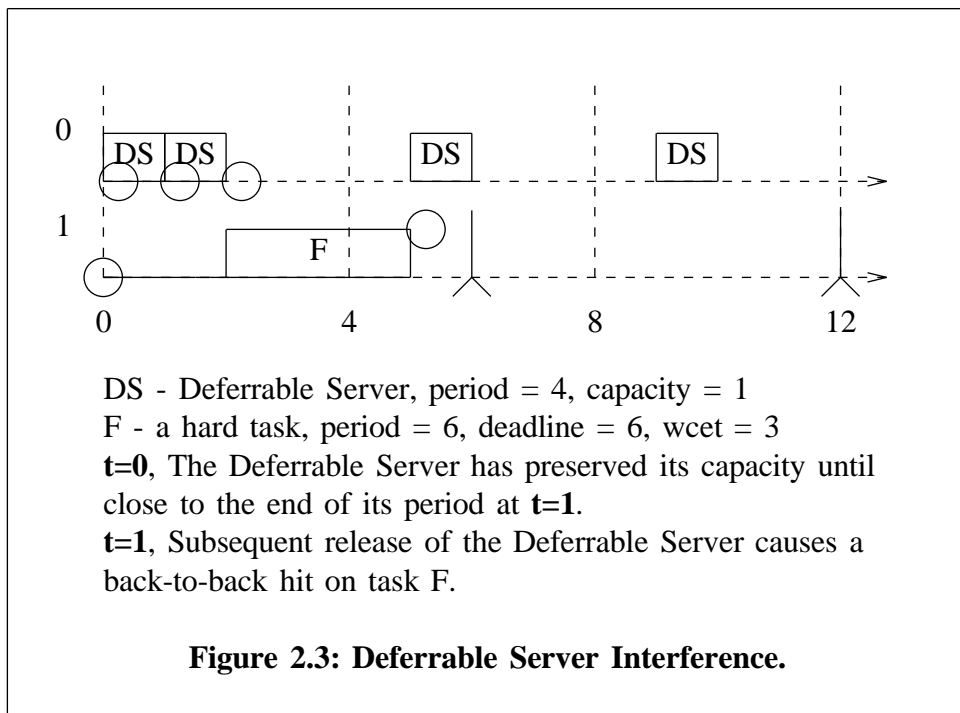 0
DS DS DS DS
1
F
0 4 8 12
DS - Deferrable Server, period = 4, capacity = 1
F - a hard task, period = 6, deadline = 6, wcet = 3
t=0, The Deferrable Server has preserved its capacity until
close to the end of its period at t=1.
t=1, Subsequent release of the Deferrable Server causes a
back-to-back hit on task F.
Figure 2.3: Deferrable Server Interference.